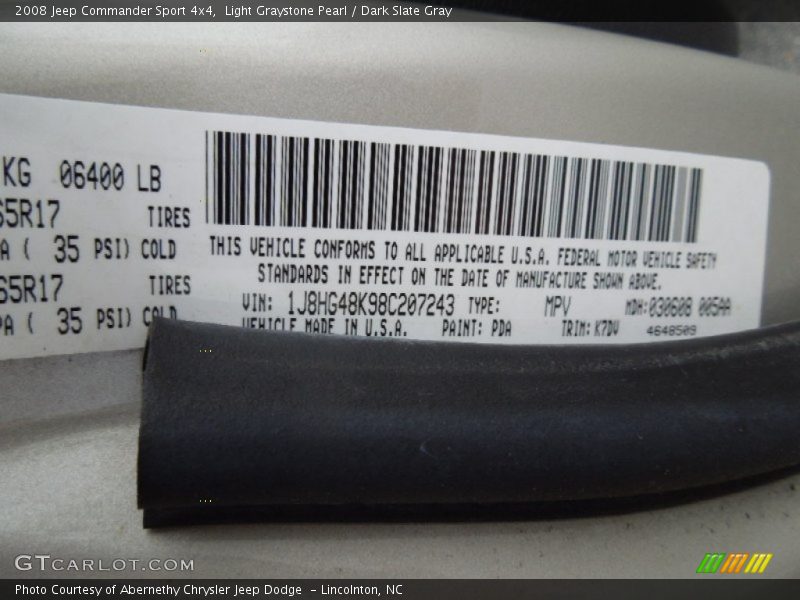 2008 Jeep Commander Sport 4x4, Light Graystone Pearl / Dark Slate Gray
KG 06400 LB
65R17 TIRES
PA ( 35 PSI) COLD
65R17 TIRES
PA ( 35 PSI) COLD
THIS VEHICLE CONFORMS TO ALL APPLICABLE U.S.A. FEDERAL MOTOR VEHICLE SAFETY
STANDARDS IN EFFECT ON THE DATE OF MANUFACTURE SHOWN ABOVE.
VIN: 1J8HG48K98C207243 TYPE: MPV MDH:030608 005AA
VEHICLE MADE IN U.S.A. PAINT: PDA TRIM: K7DV 4648509
GTCARLOT.COM
Photo Courtesy of Abernethy Chrysler Jeep Dodge - Lincolnton, NC